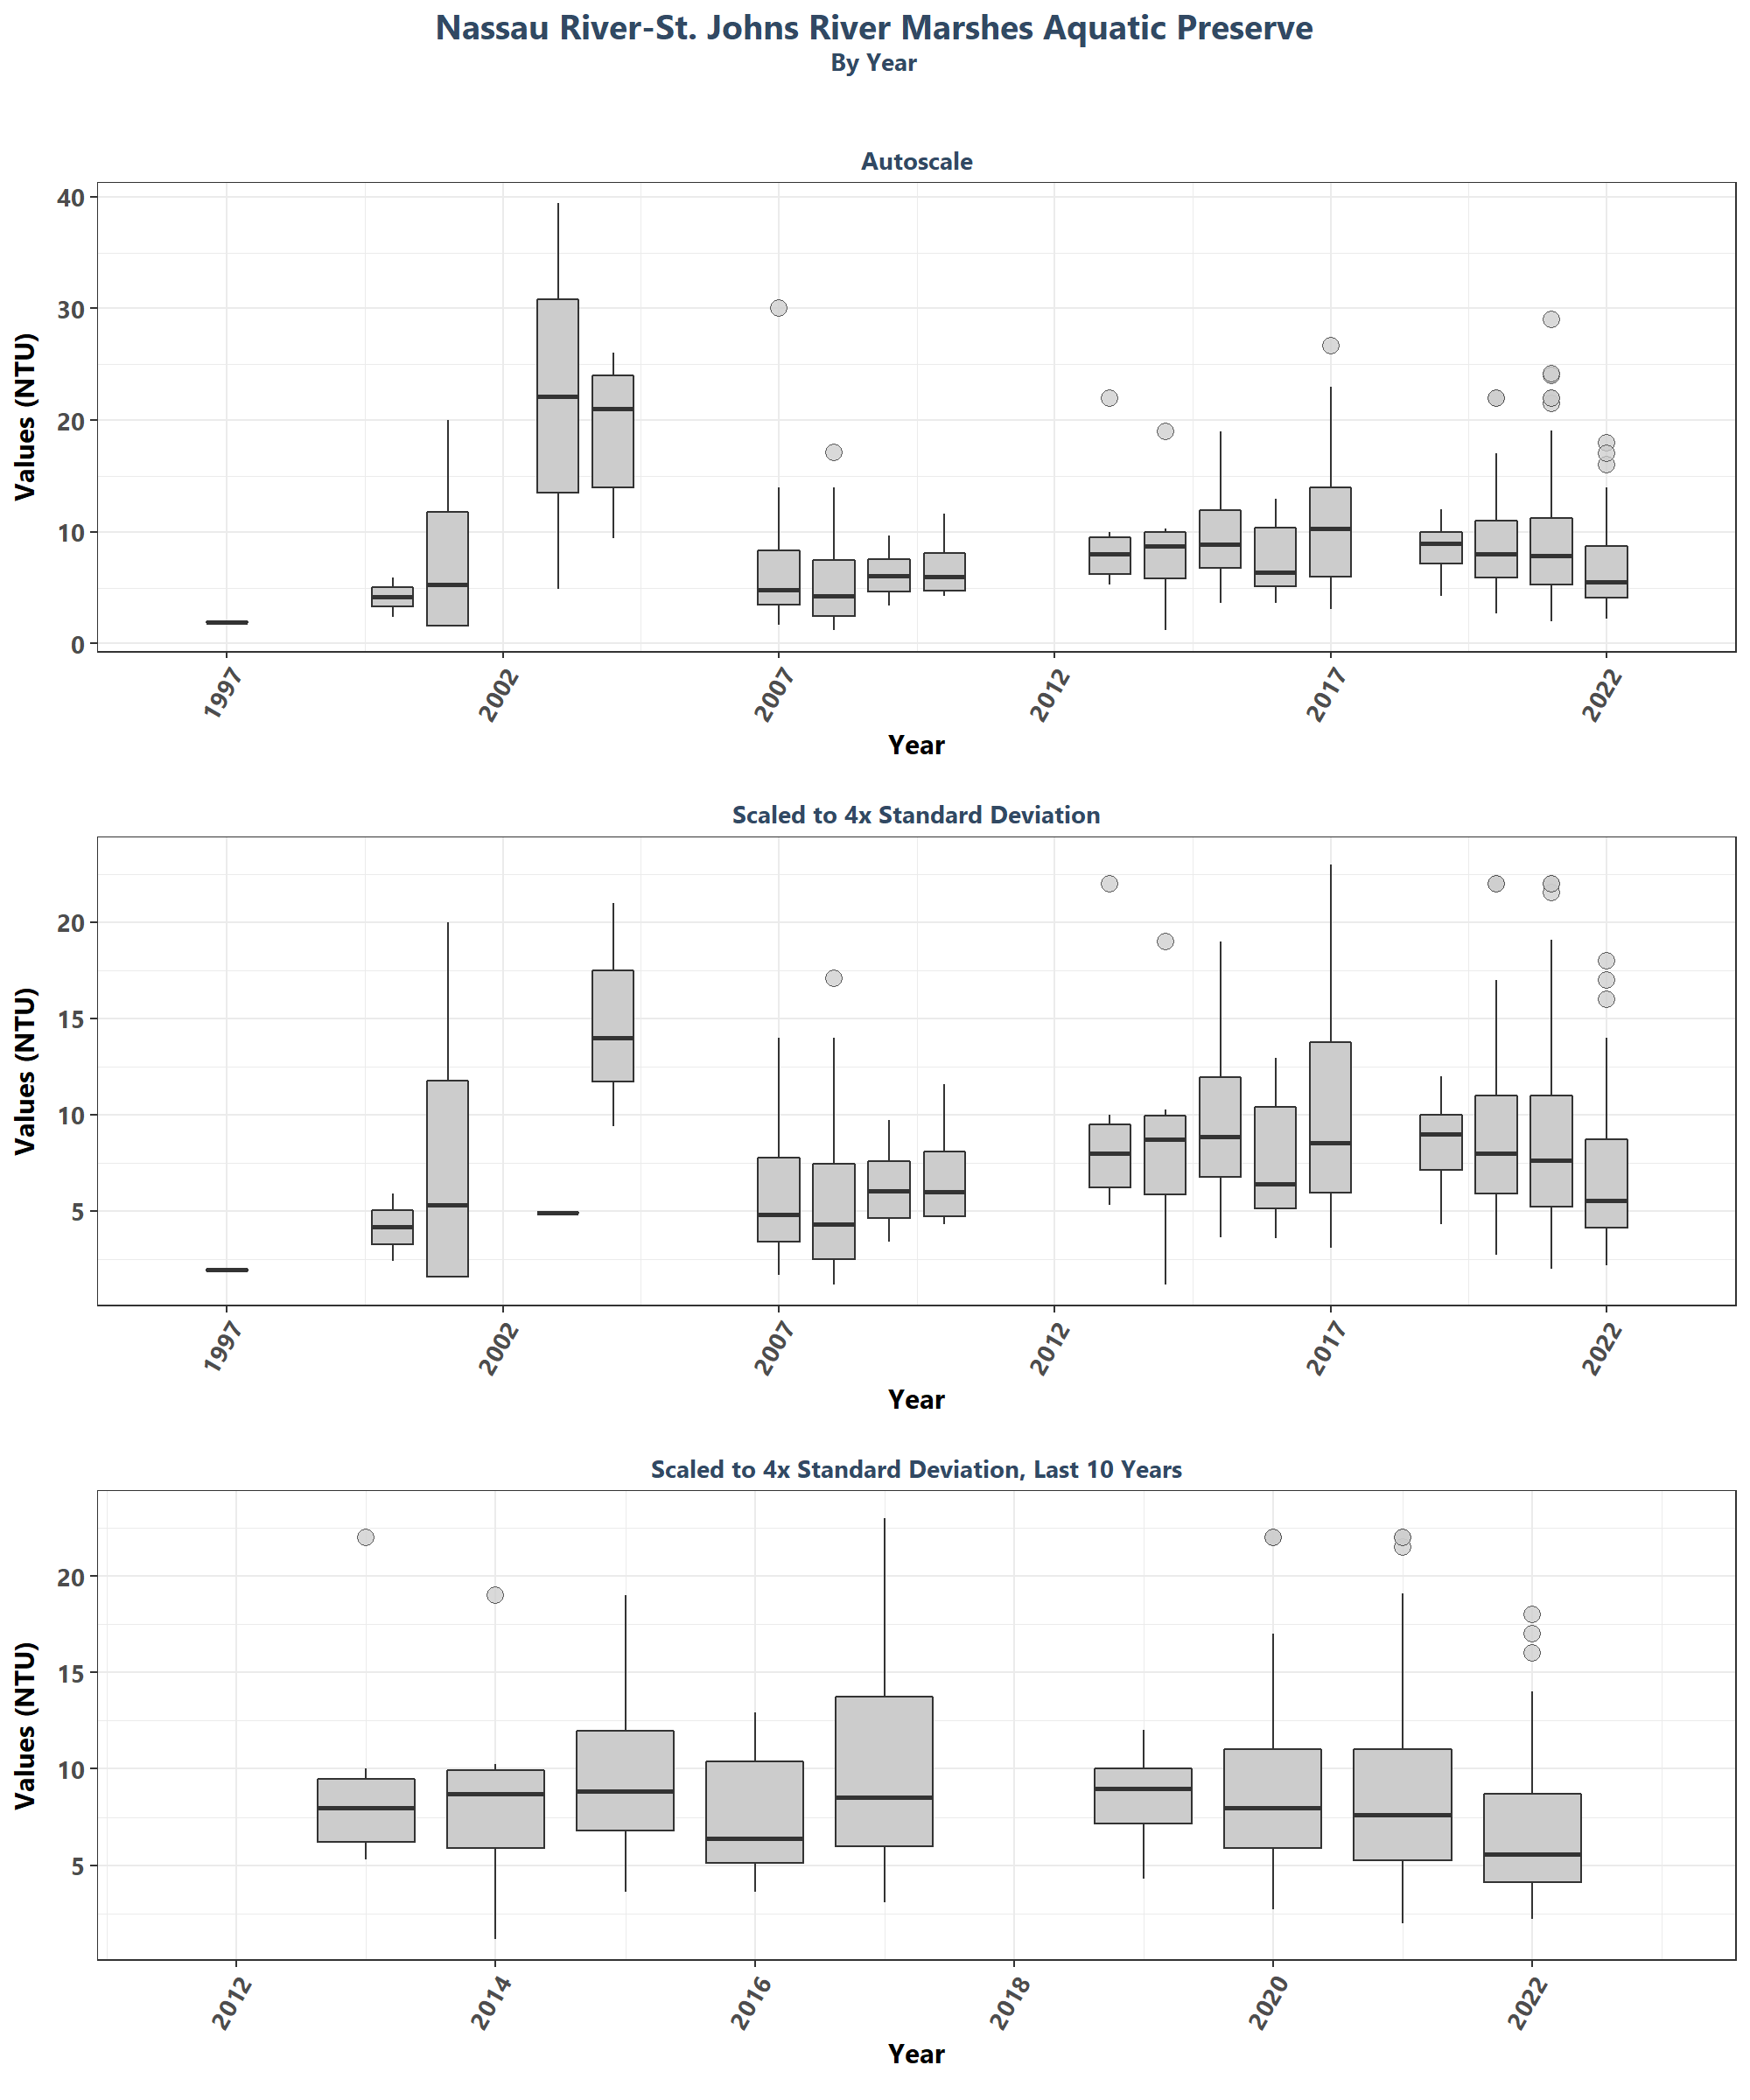 Nassau River-St. Johns River Marshes Aquatic Preserve
By Year
Autoscale
Values (NTU)
40
30
20
10
0
1997
2002
2007
2012
2017
2022
Year
Scaled to 4x Standard Deviation
Values (NTU)
20
15
10
5
1997
2002
2007
2012
2017
2022
Year
Scaled to 4x Standard Deviation, Last 10 Years
Values (NTU)
20
15
10
5
2012
2014
2016
2018
2020
2022
Year